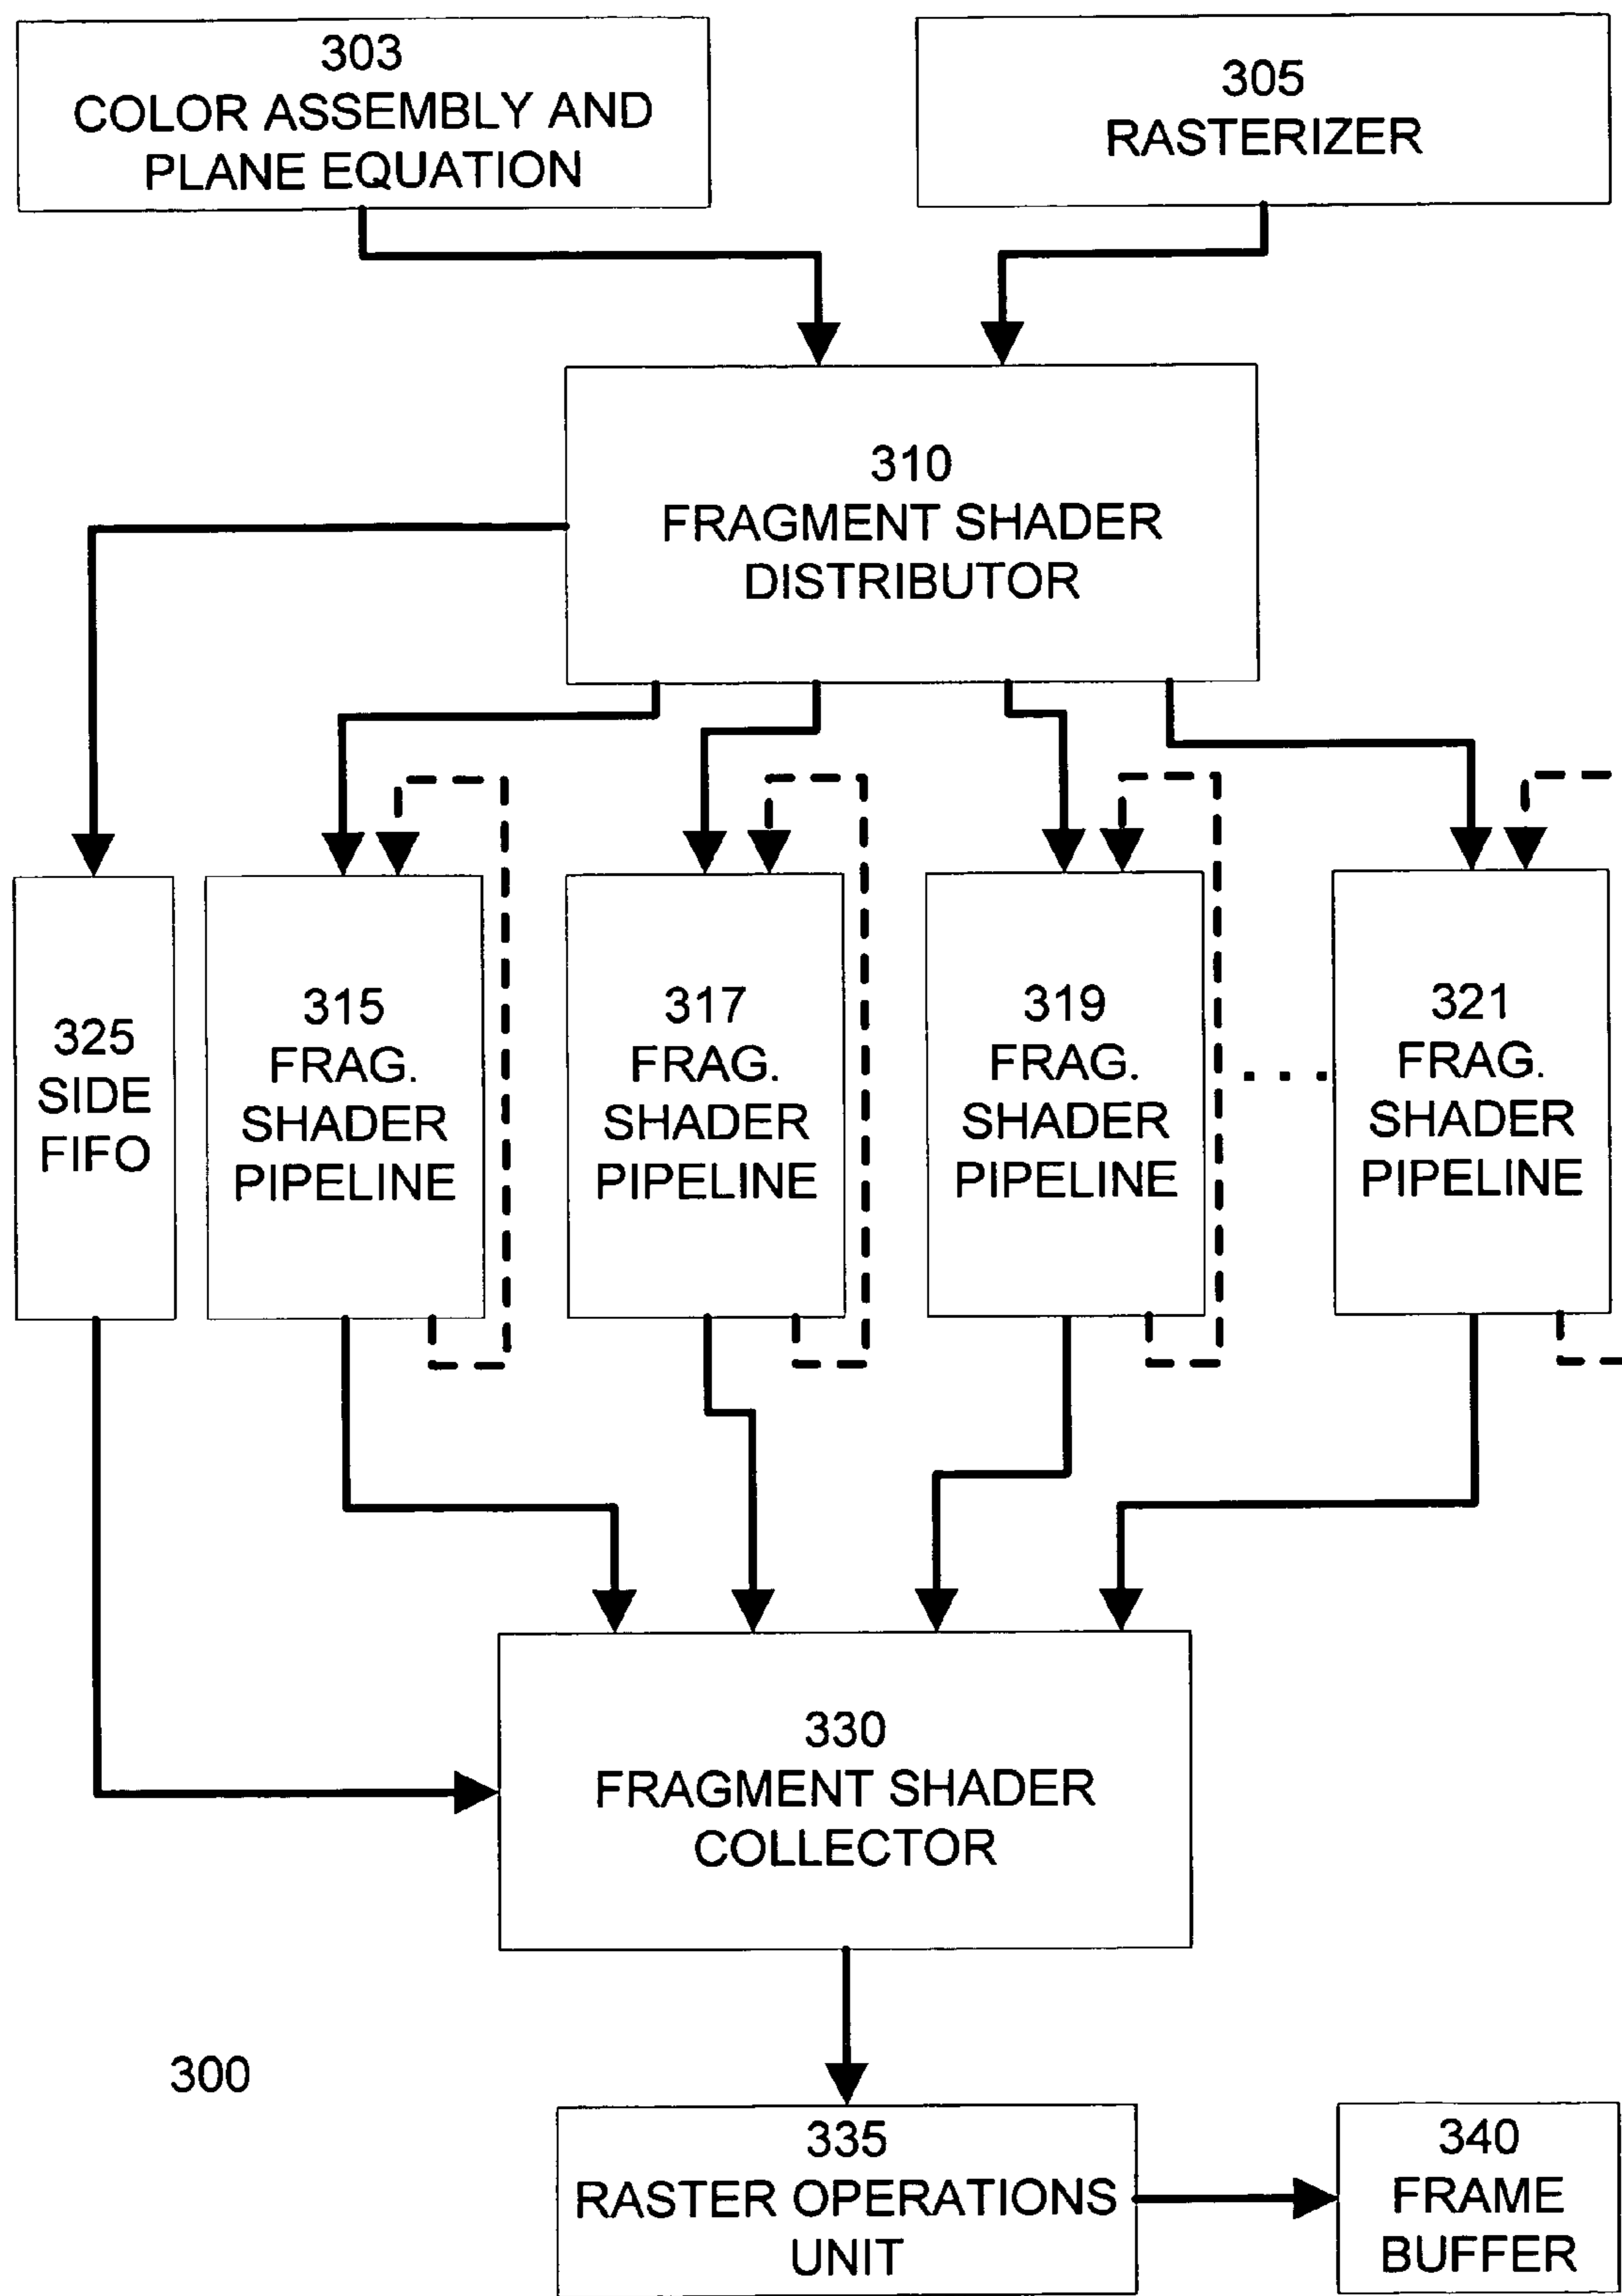 303
COLOR ASSEMBLY AND
PLANE EQUATION
305
RASTERIZER
310
FRAGMENT SHADER
DISTRIBUTOR
325
SIDE
FIFO
315
FRAG.
SHADER
PIPELINE
317
FRAG.
SHADER
PIPELINE
319
FRAG.
SHADER
PIPELINE
. . .
321
FRAG.
SHADER
PIPELINE
330
FRAGMENT SHADER
COLLECTOR
300
335
RASTER OPERATIONS
UNIT
340
FRAME
BUFFER